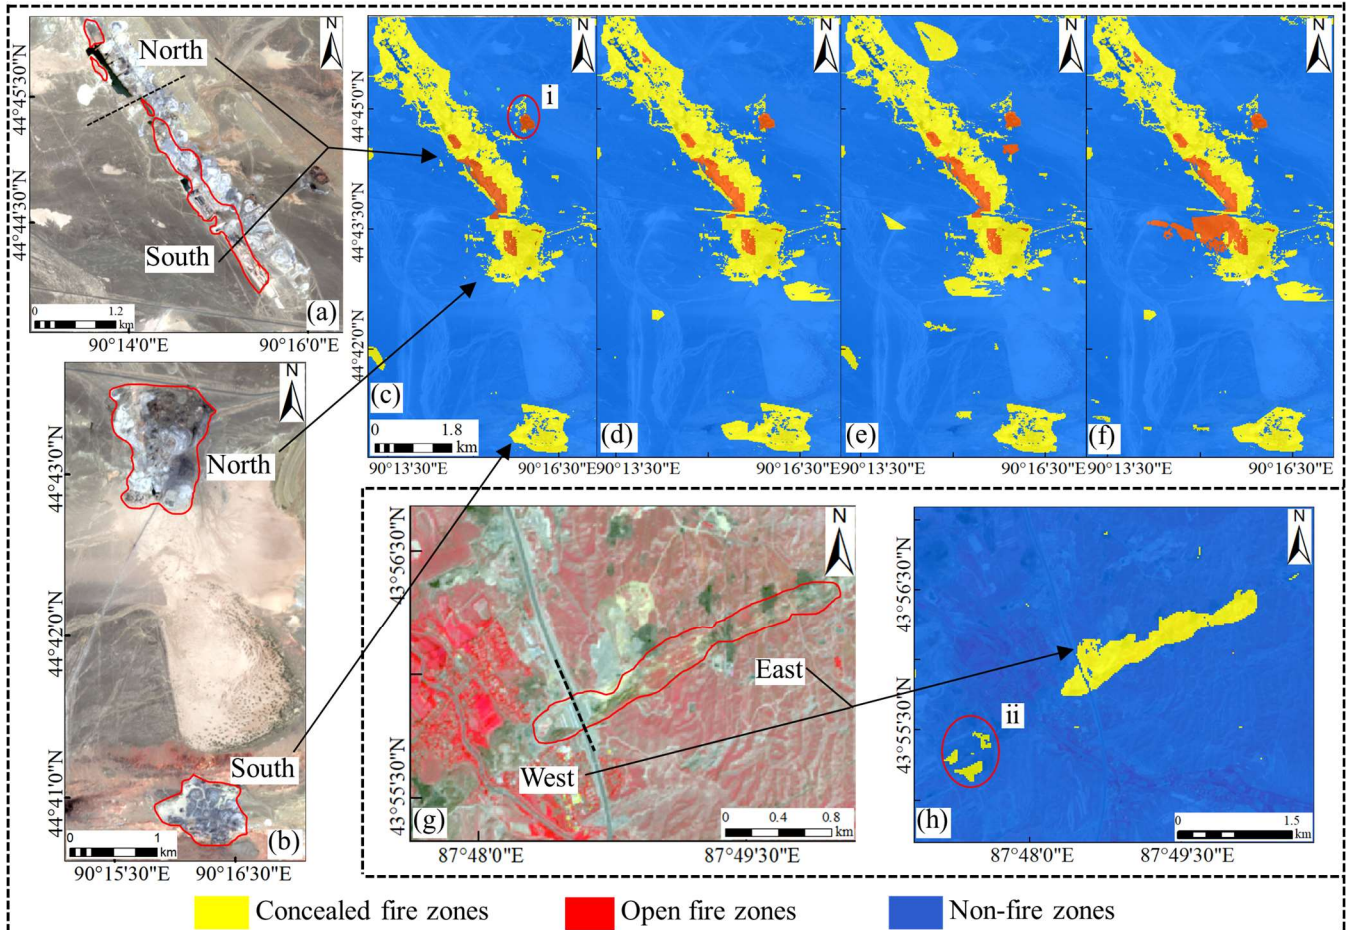 North
South
(a)
N
0 1.2
km
44°45'30"N
44°44'30"N
90°14'0"E 90°16'0"E
North
South
(b)
N
0 1
km
44°43'0"N
44°42'0"N
44°41'0"N
90°15'30"E 90°16'30"E
N
i
(c)
0 1.8
km
44°45'0"N
44°43'30"N
44°42'0"N
90°13'30"E 90°16'30"E
N
(d)
90°13'30"E 90°16'30"E
N
(e)
90°13'30"E 90°16'30"E
N
(f)
90°13'30"E 90°16'30"E
N
East
West
(g)
0 0.4 0.8
km
43°56'30"N
43°55'30"N
87°48'0"E 87°49'30"E
N
ii
(h)
0 1.5
km
43°56'30"N
43°55'30"N
87°48'0"E 87°49'30"E
Concealed fire zones Open fire zones Non-fire zones